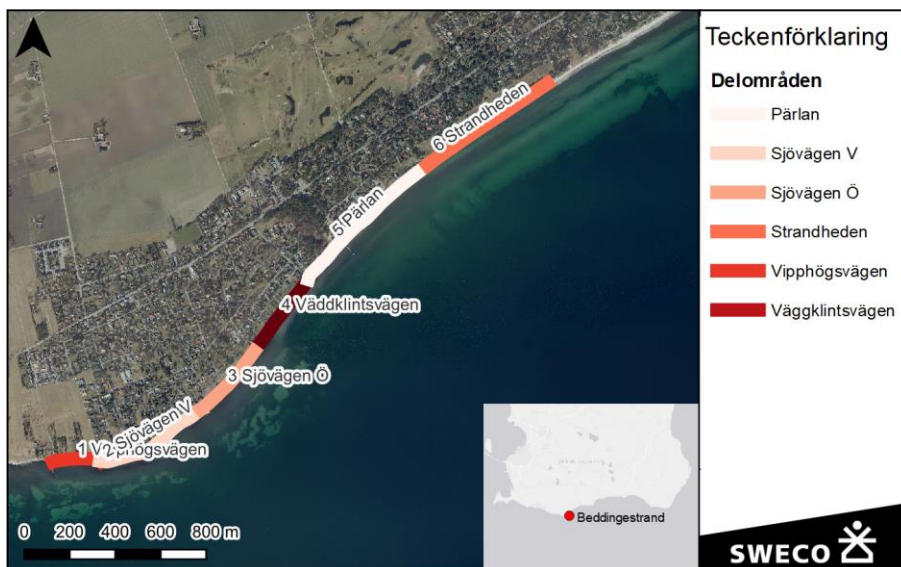 Teckenförklaring
Delområden
Pärlan
Sjövägen V
Sjövägen Ö
Strandheden
Vipphögsvägen
Väggklintsvägen
6 Strandheden
5 Pärlan
4 Väddklintsvägen
3 Sjövägen Ö
2 Sjövägen V
1 Vipphögsvägen
0 200 400 600 800 m
Beddingestrand
SWECO